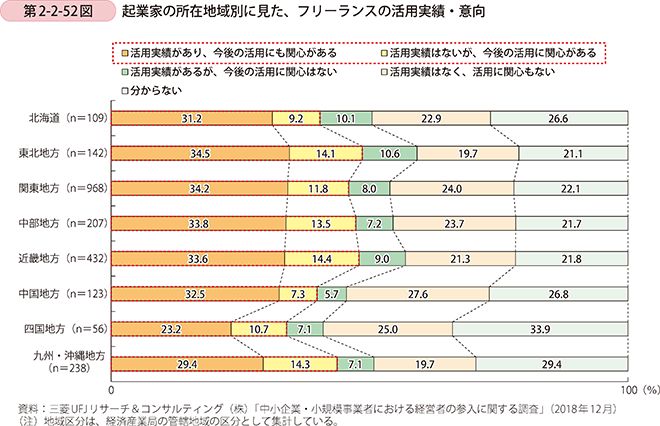 第2-2-52図 起業家の所在地域別に見た、フリーランスの活用実績・意向
活用実績があり、今後の活用にも関心がある 活用実績はないが、今後の活用に関心がある
活用実績があるが、今後の活用に関心はない 活用実績はなく、活用に関心もない
分からない
北海道（n＝109） 31.2 9.2 10.1 22.9 26.6
東北地方（n＝142） 34.5 14.1 10.6 19.7 21.1
関東地方（n＝968） 34.2 11.8 8.0 24.0 22.1
中部地方（n＝207） 33.8 13.5 7.2 23.7 21.7
近畿地方（n＝432） 33.6 14.4 9.0 21.3 21.8
中国地方（n＝123） 32.5 7.3 5.7 27.6 26.8
四国地方（n＝56） 23.2 10.7 7.1 25.0 33.9
九州・沖縄地方
（n＝238） 29.4 14.3 7.1 19.7 29.4
0 100（%）
資料：三菱UFJリサーチ＆コンサルティング（株）「中小企業・小規模事業者における経営者の参入に関する調査」（2018年12月）
（注）地域区分は、経済産業局の管轄地域の区分として集計している。